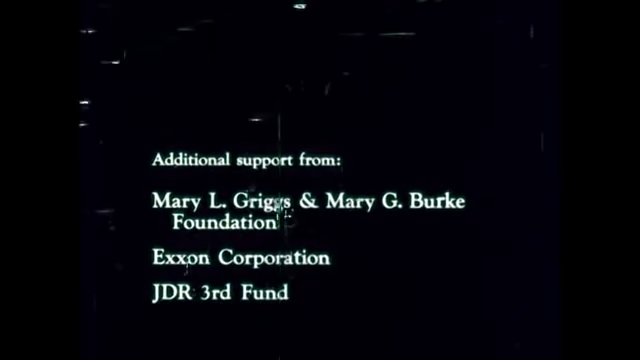 Additional support from:
Mary L. Griggs & Mary G. Burke
Foundation
Exxon Corporation
JDR 3rd Fund